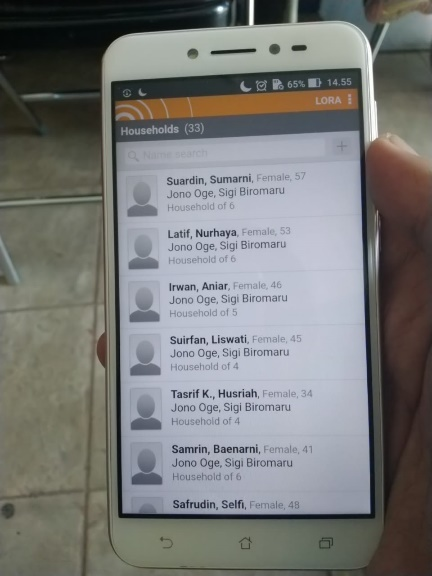 65% 14.55
LORA
Households (33)
Name search
Suardin, Sumarni, Female, 57
Jono Oge, Sigi Biromaru
Household of 6
Latif, Nurhaya, Female, 53
Jono Oge, Sigi Biromaru
Household of 6
Irwan, Aniar, Female, 46
Jono Oge, Sigi Biromaru
Household of 5
Suirfan, Liswati, Female, 45
Jono Oge, Sigi Biromaru
Household of 4
Tasrif K., Husriah, Female, 34
Jono Oge, Sigi Biromaru
Household of 4
Samrin, Baenarni, Female, 41
Jono Oge, Sigi Biromaru
Household of 6
Safrudin, Selfi, Female, 48